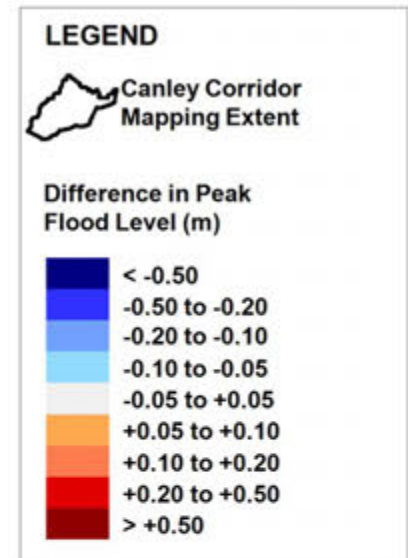 LEGEND
Canley Corridor
Mapping Extent
Difference in Peak
Flood Level (m)
< -0.50
-0.50 to -0.20
-0.20 to -0.10
-0.10 to -0.05
-0.05 to +0.05
+0.05 to +0.10
+0.10 to +0.20
+0.20 to +0.50
> +0.50